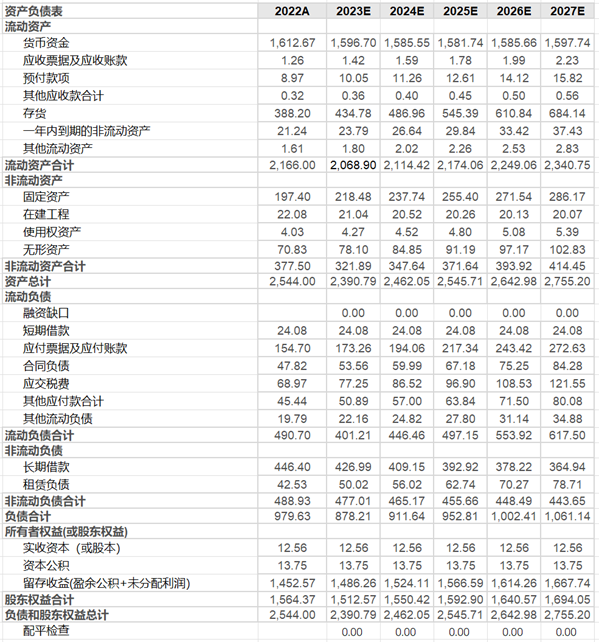 资产负债表 2022A 2023E 2024E 2025E 2026E 2027E
流动资产
货币资金 1,612.67 1,596.70 1,585.55 1,581.74 1,585.66 1,597.74
应收票据及应收账款 1.26 1.42 1.59 1.78 1.99 2.23
预付款项 8.97 10.05 11.26 12.61 14.12 15.82
其他应收款合计 0.32 0.36 0.40 0.45 0.50 0.56
存货 388.20 434.78 486.96 545.39 610.84 684.14
一年内到期的非流动资产 21.24 23.79 26.64 29.84 33.42 37.43
其他流动资产 1.61 1.80 2.02 2.26 2.53 2.83
流动资产合计 2,166.00 2,068.90 2,114.42 2,174.06 2,249.06 2,340.75
非流动资产
固定资产 197.40 218.48 237.74 255.40 271.54 286.17
在建工程 22.08 21.04 20.52 20.26 20.13 20.07
使用权资产 4.03 4.27 4.52 4.80 5.08 5.39
无形资产 70.83 78.10 84.85 91.19 97.17 102.83
非流动资产合计 377.50 321.89 347.64 371.64 393.92 414.45
资产总计 2,544.00 2,390.79 2,462.05 2,545.71 2,642.98 2,755.20
流动负债
融资缺口 0.00 0.00 0.00 0.00 0.00
短期借款 24.08 24.08 24.08 24.08 24.08 24.08
应付票据及应付账款 154.70 173.26 194.06 217.34 243.42 272.63
合同负债 47.82 53.56 59.99 67.18 75.25 84.28
应交税费 68.97 77.25 86.52 96.90 108.53 121.55
其他应付款合计 45.44 50.89 57.00 63.84 71.50 80.08
其他流动负债 19.79 22.16 24.82 27.80 31.14 34.88
流动负债合计 490.70 401.21 446.46 497.15 553.92 617.50
非流动负债
长期借款 446.40 426.99 409.15 392.92 378.22 364.94
租赁负债 42.53 50.02 56.02 62.74 70.27 78.71
非流动负债合计 488.93 477.01 465.17 455.66 448.49 443.65
负债合计 979.63 878.21 911.64 952.81 1,002.41 1,061.14
所有者权益(或股东权益)
实收资本（或股本） 12.56 12.56 12.56 12.56 12.56 12.56
资本公积 13.75 13.75 13.75 13.75 13.75 13.75
留存收益(盈余公积+未分配利润) 1,452.57 1,486.26 1,524.11 1,566.59 1,614.26 1,667.74
股东权益合计 1,564.37 1,512.57 1,550.42 1,592.90 1,640.57 1,694.05
负债和股东权益总计 2,544.00 2,390.79 2,462.05 2,545.71 2,642.98 2,755.20
配平检查 0.00 0.00 0.00 0.00 0.00